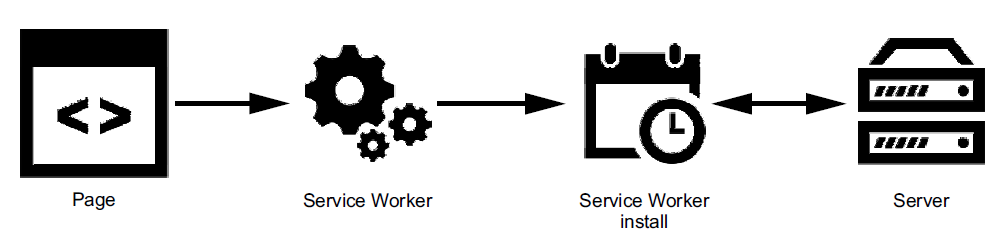 Page
Service Worker
Service Worker
install
Server